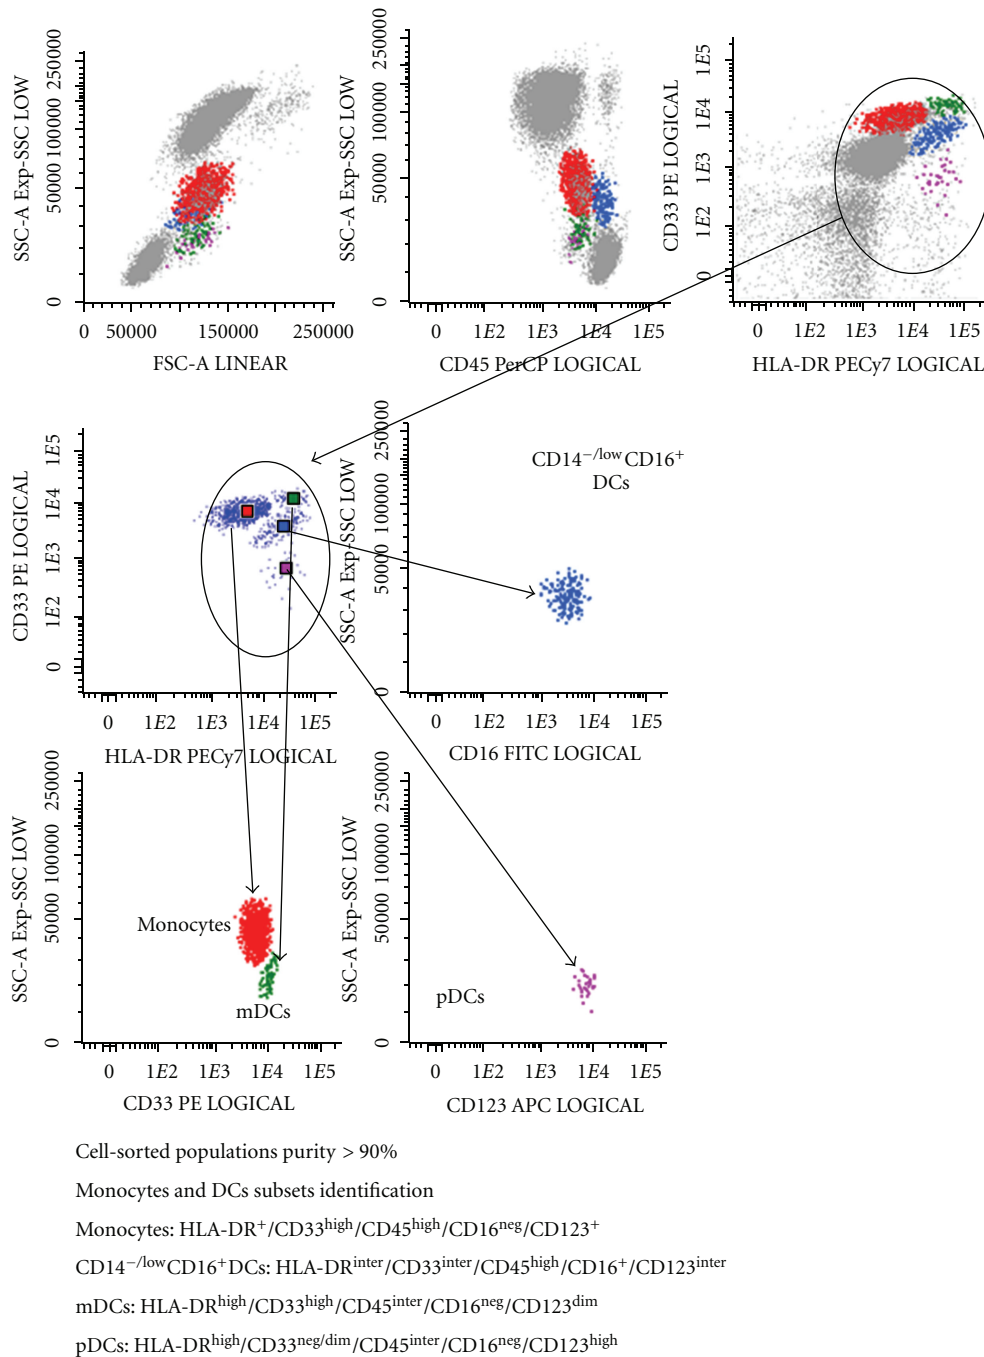 SSC-A Exp-SSC LOW
0 50000 100000 150000 250000
0 50000 150000 250000
FSC-A LINEAR
SSC-A Exp-SSC LOW
0 50000 100000 250000
1E2 1E3 1E4 1E5
CD45 PerCP LOGICAL
CD33 PE LOGICAL
0 1E2 1E3 1E4 1E5
0 1E2 1E3 1E4 1E5
HLA-DR PECy7 LOGICAL
CD33 PE LOGICAL
0 1E2 1E3 1E4 1E5
0 1E2 1E3 1E4 1E5
HLA-DR PECy7 LOGICAL
SSC-A Exp-SSC LOW
0 50000 100000 250000
CD14⁻/ˡᵒʷCD16⁺
DCs
0 1E2 1E3 1E4 1E5
CD16 FITC LOGICAL
SSC-A Exp-SSC LOW
0 50000 100000 250000
Monocytes
mDCs
0 1E2 1E3 1E4 1E5
CD33 PE LOGICAL
SSC-A Exp-SSC LOW
0 50000 100000 250000
pDCs
0 1E2 1E3 1E4 1E5
CD123 APC LOGICAL
Cell-sorted populations purity > 90%
Monocytes and DCs subsets identification
Monocytes: HLA-DR⁺/CD33ʰⁱᵍʰ/CD45ʰⁱᵍʰ/CD16ⁿᵉᵍ/CD123⁺
CD14⁻/ˡᵒʷCD16⁺DCs: HLA-DRⁱⁿᵗᵉʳ/CD33ⁱⁿᵗᵉʳ/CD45ʰⁱᵍʰ/CD16⁺/CD123ⁱⁿᵗᵉʳ
mDCs: HLA-DRʰⁱᵍʰ/CD33ʰⁱᵍʰ/CD45ⁱⁿᵗᵉʳ/CD16ⁿᵉᵍ/CD123ᵈⁱᵐ
pDCs: HLA-DRʰⁱᵍʰ/CD33ⁿᵉᵍ/ᵈⁱᵐ/CD45ⁱⁿᵗᵉʳ/CD16ⁿᵉᵍ/CD123ʰⁱᵍʰ